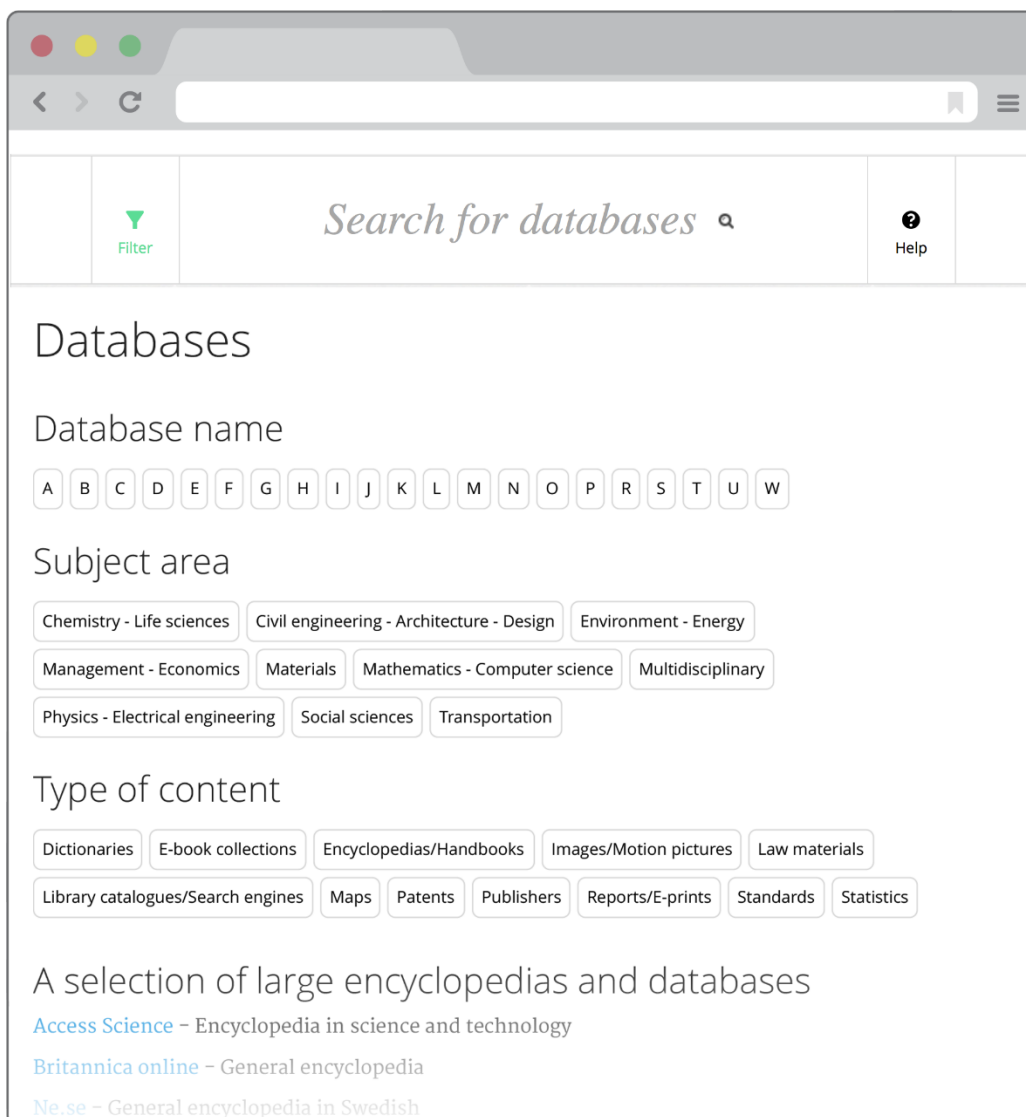 Search for databases
Filter
Help
Databases
Database name
A B C D E F G H I J K L M N O P R S T U W
Subject area
Chemistry - Life sciences Civil engineering - Architecture - Design Environment - Energy
Management - Economics Materials Mathematics - Computer science Multidisciplinary
Physics - Electrical engineering Social sciences Transportation
Type of content
Dictionaries E-book collections Encyclopedias/Handbooks Images/Motion pictures Law materials
Library catalogues/Search engines Maps Patents Publishers Reports/E-prints Standards Statistics
A selection of large encyclopedias and databases
Access Science – Encyclopedia in science and technology
Britannica online – General encyclopedia
Ne.se – General encyclopedia in Swedish